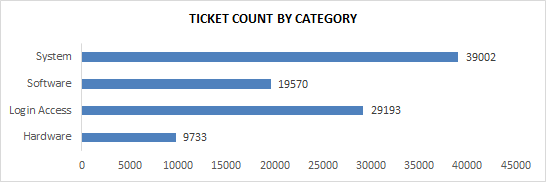 TICKET COUNT BY CATEGORY
System 39002
Software 19570
Login Access 29193
Hardware 9733
0 5000 10000 15000 20000 25000 30000 35000 40000 45000